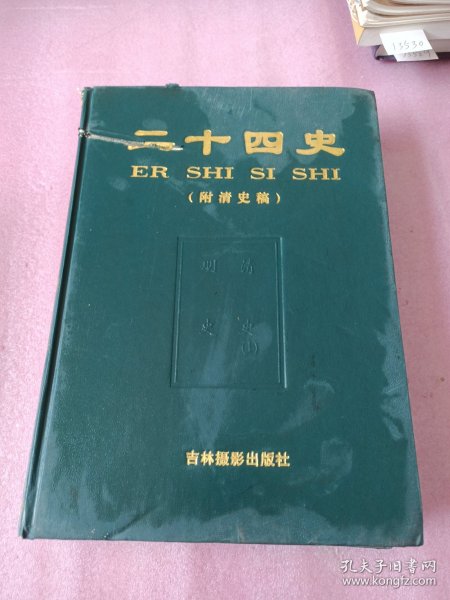 13530
二十四史
ER SHI SI SHI
（附清史稿）
明史
清史
吉林摄影出版社
孔夫子旧书网
www.kongfz.com